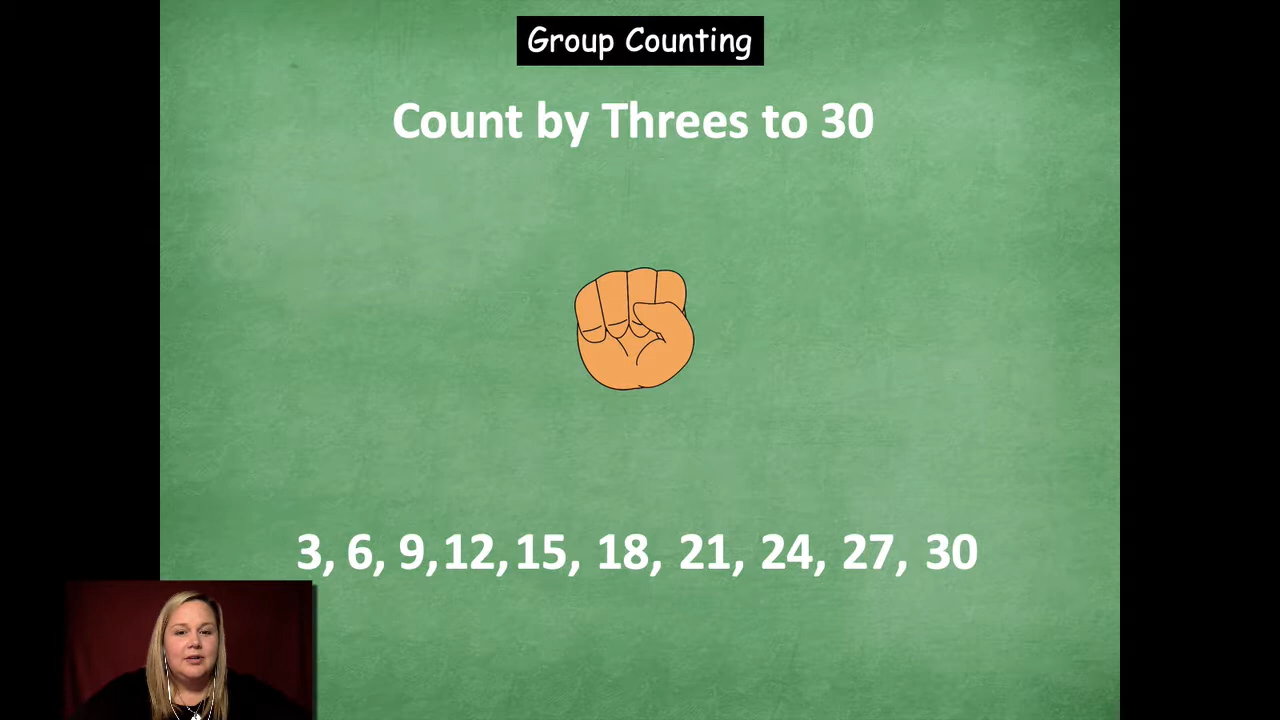 Group Counting
Count by Threes to 30
3, 6, 9, 12, 15, 18, 21, 24, 27, 30